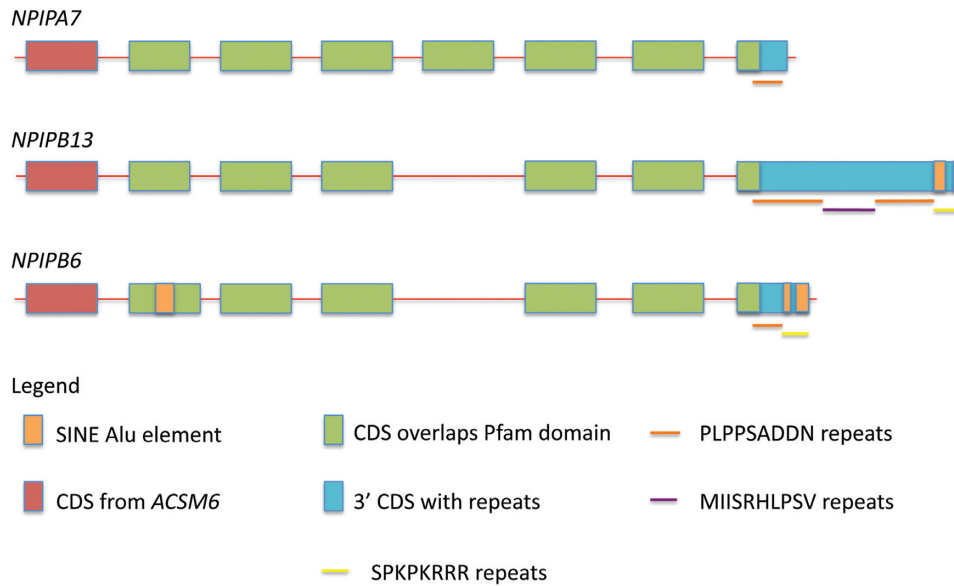 NPIPA7
NPIPB13
NPIPB6
Legend
SINE Alu element
CDS overlaps Pfam domain
PLPPSADDN repeats
CDS from ACSM6
3’ CDS with repeats
MIISRHLPSV repeats
SPKPKRRR repeats